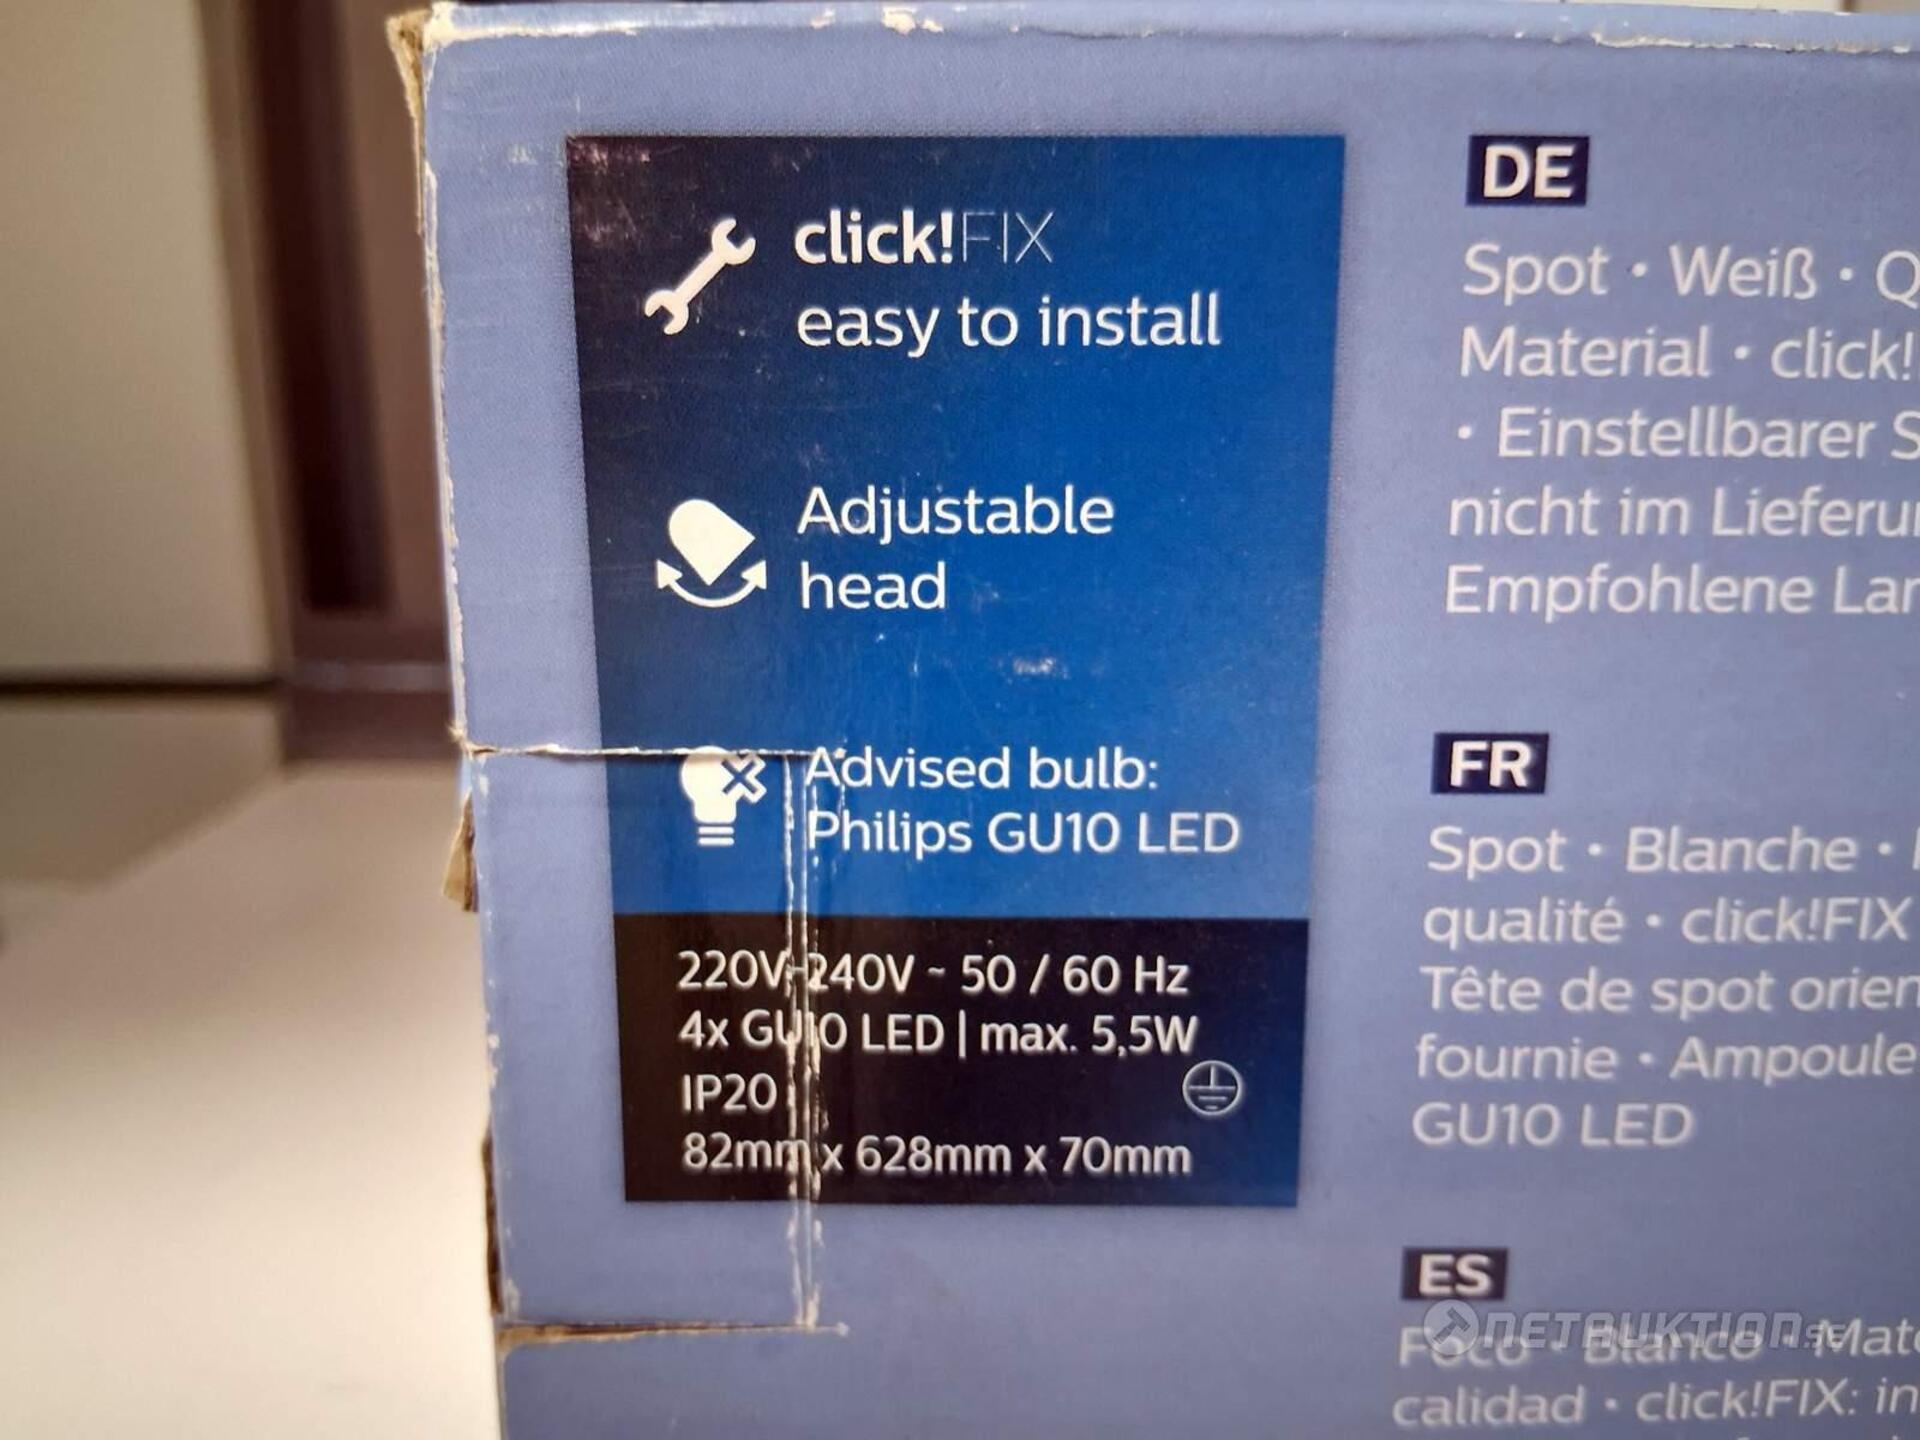 click!FIX
easy to install
Adjustable
head
Advised bulb:
Philips GU10 LED
220V-240V ~ 50 / 60 Hz
4x GU10 LED | max. 5,5W
IP20
82mm x 628mm x 70mm
DE
Spot · Weiß ·
Material · click!
· Einstellbarer
nicht im
Empfohlene
FR
Spot · Blanche ·
qualité · click!FIX
Tête de spot
fournie · Ampoule
GU10 LED
ES
Foco · Blanco ·
calidad · click!FIX:
NETAUKTION.SE